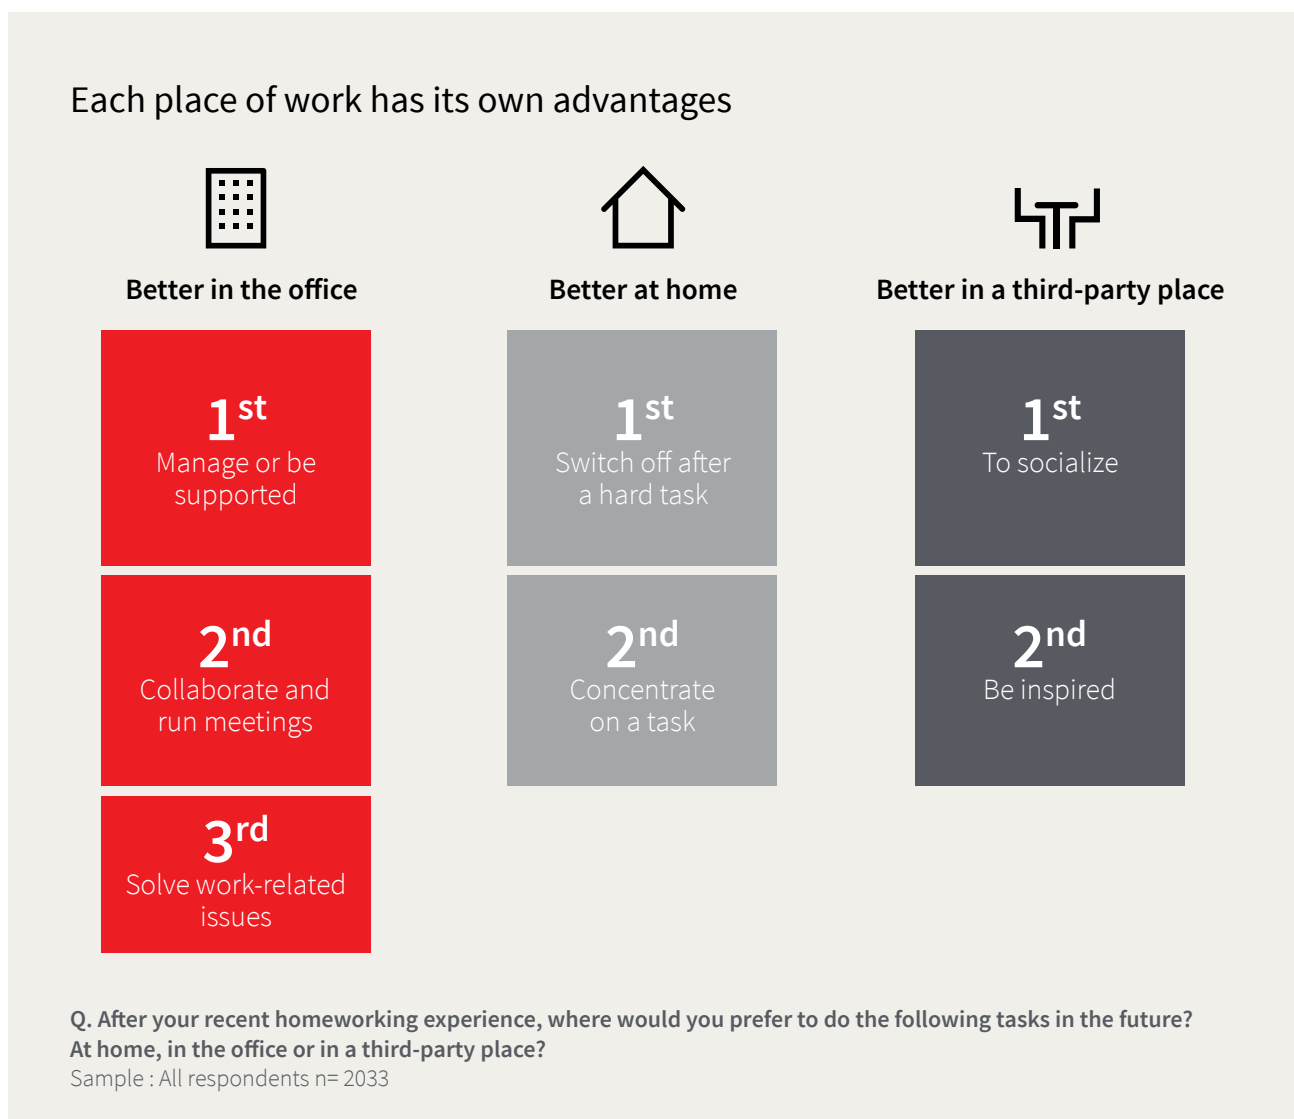 Each place of work has its own advantages
Better in the office
1st
Manage or be
supported
2nd
Collaborate and
run meetings
3rd
Solve work-related
issues
Better at home
1st
Switch off after
a hard task
2nd
Concentrate
on a task
Better in a third-party place
1st
To socialize
2nd
Be inspired
Q. After your recent homeworking experience, where would you prefer to do the following tasks in the future?
At home, in the office or in a third-party place?
Sample : All respondents n= 2033